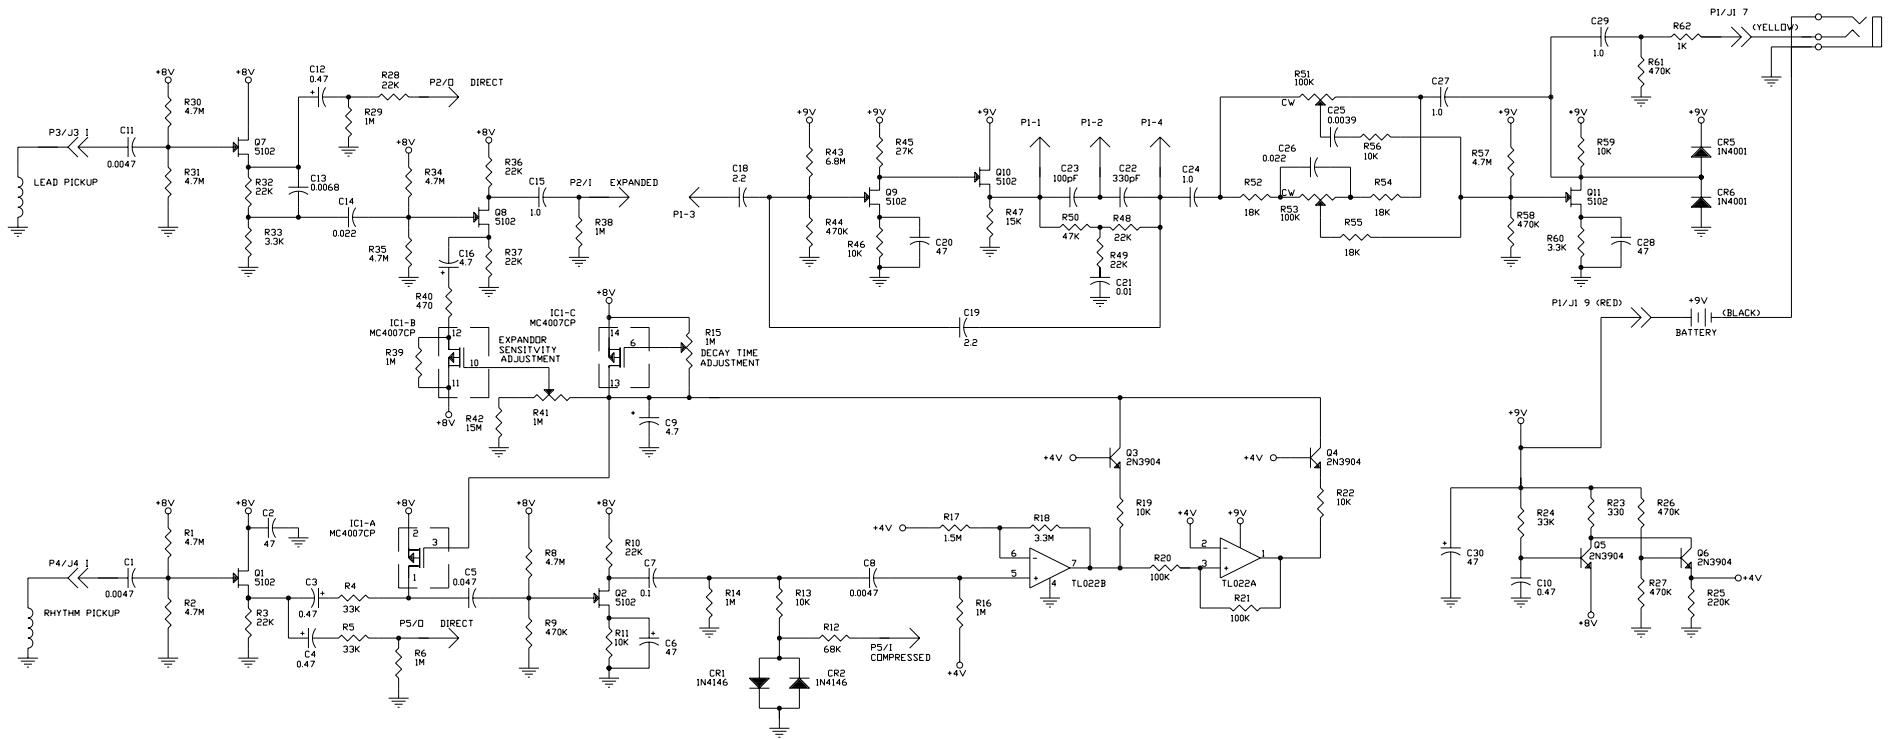 P1/J1 7
(YELLOW)
C29
1.0
R62
1K
R61
470K
+8V
+8V
R30
4.7M
P3/J3 I
C11
0.0047
LEAD PICKUP
R31
4.7M
Q7
5102
C12
0.47
R28
22K
P2/O DIRECT
R29
1M
R32
22K
C13
0.0068
C14
0.022
R33
3.3K
+8V
R34
4.7M
R35
4.7M
+8V
R36
22K
Q8
5102
C15
1.0
P2/I EXPANDED
R38
1M
R37
22K
C16
4.7
R40
470
P1-3
C18
2.2
+9V
R43
6.8M
R44
470K
+9V
R45
27K
Q9
5102
R46
10K
C20
47
+9V
Q10
5102
R47
15K
P1-1
P1-2
P1-4
C23
100pF
C22
330pF
R50
47K
R48
22K
R49
22K
C21
0.01
C19
2.2
C24
1.0
R51
100K
CW
C25
0.0039
R56
10K
C26
0.022
R52
18K
CW
R53
100K
R54
18K
R55
18K
C27
1.0
+9V
R57
4.7M
R58
470K
+9V
R59
10K
Q11
5102
R60
3.3K
C28
47
+9V
CR5
1N4001
CR6
1N4001
P1/J1 9 (RED)
+9V
(BLACK)
BATTERY
IC1-B
MC4007CP
12
R39
1M
10
11
+8V
EXPANDOR
SENSITVITY
ADJUSTMENT
+8V
IC1-C
MC4007CP
14
6
13
R15
1M
DECAY TIME
ADJUSTMENT
R42
15M
R41
1M
C9
4.7
+4V
Q3
2N3904
R19
10K
+4V
Q4
2N3904
R22
10K
+8V
R1
4.7M
P4/J4 I
C1
0.0047
RHYTHM PICKUP
R2
4.7M
+8V
C2
47
Q1
5102
R3
22K
C3
0.47
R4
33K
C4
0.47
R5
33K
P5/O DIRECT
R6
1M
+8V
IC1-A
MC4007CP
2
3
1
C5
0.047
+8V
R8
4.7M
R9
470K
+8V
R10
22K
Q2
5102
R11
10K
C6
47
C7
0.1
R14
1M
R13
10K
R12
68K
P5/I
COMPRESSED
CR1
1N4146
CR2
1N4146
C8
0.0047
R16
1M
+4V
+4V
R17
1.5M
R18
3.3M
6
5
7
4
TL022B
R20
100K
+4V
+9V
2
3
1
TL022A
R21
100K
+9V
C30
47
R24
33K
C10
0.47
R23
330
Q5
2N3904
+8V
R26
470K
R27
470K
Q6
2N3904
+4V
R25
220K